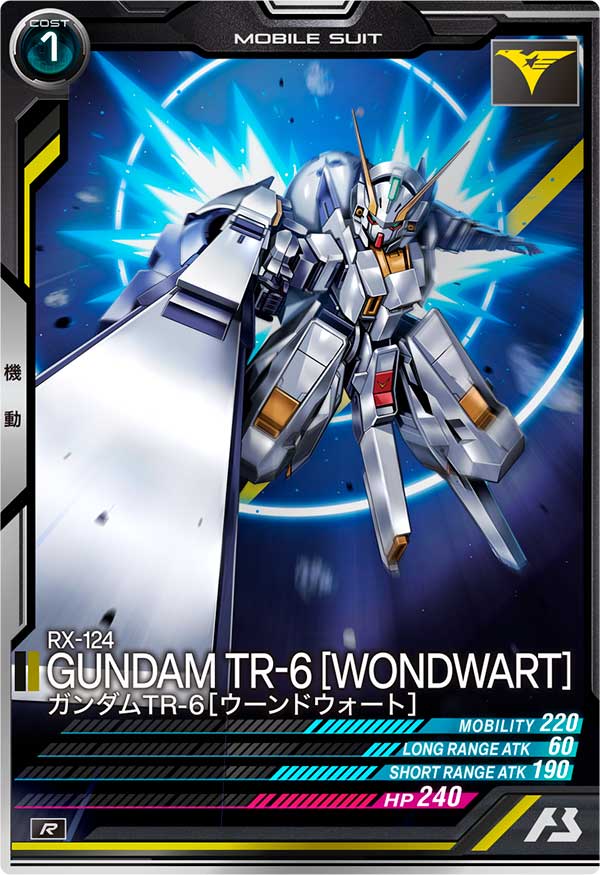 COST
1
MOBILE SUIT
機動
RX-124
GUNDAM TR-6 [WONDWART]
ガンダムTR-6[ウーンドウォート]
MOBILITY 220
LONG RANGE ATK 60
SHORT RANGE ATK 190
HP 240
R